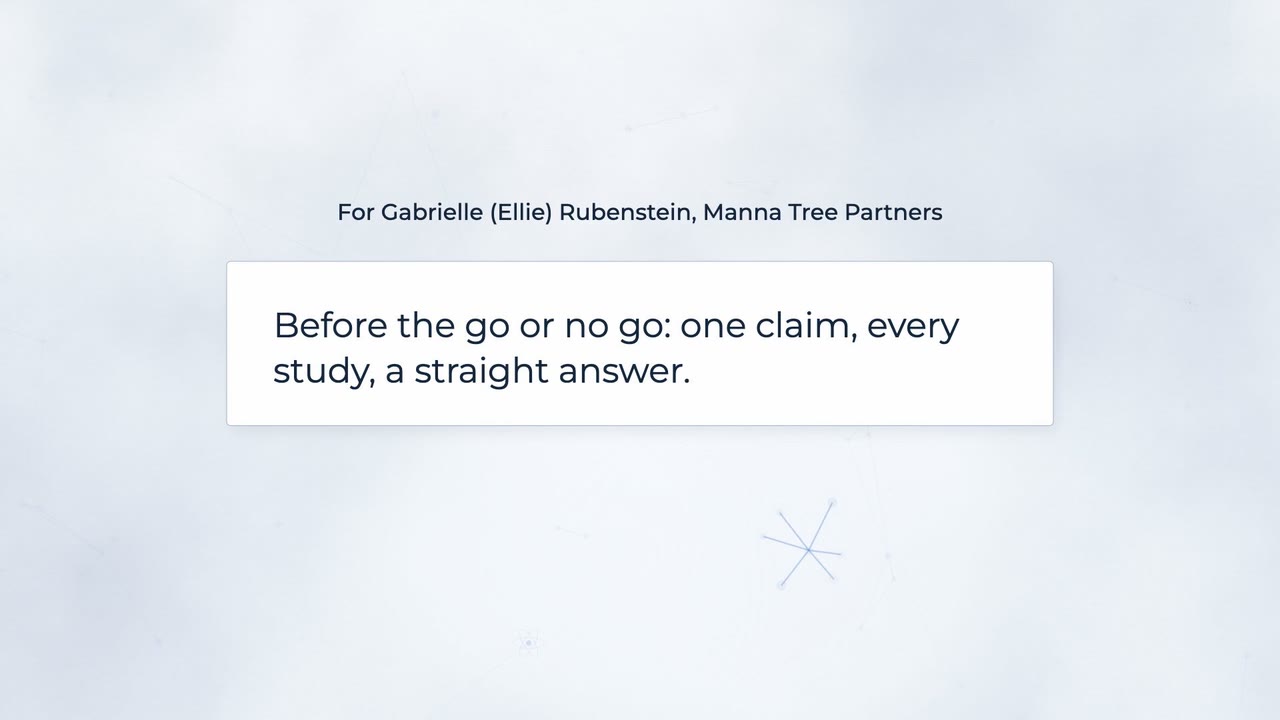 For Gabrielle (Ellie) Rubenstein, Manna Tree Partners
Before the go or no go: one claim, every
study, a straight answer.